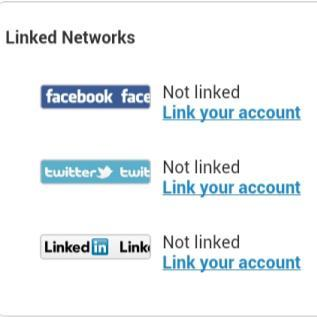 Linked Networks
facebook face
Not linked
Link your account
twitter twit
Not linked
Link your account
Linked in Link
Not linked
Link your account